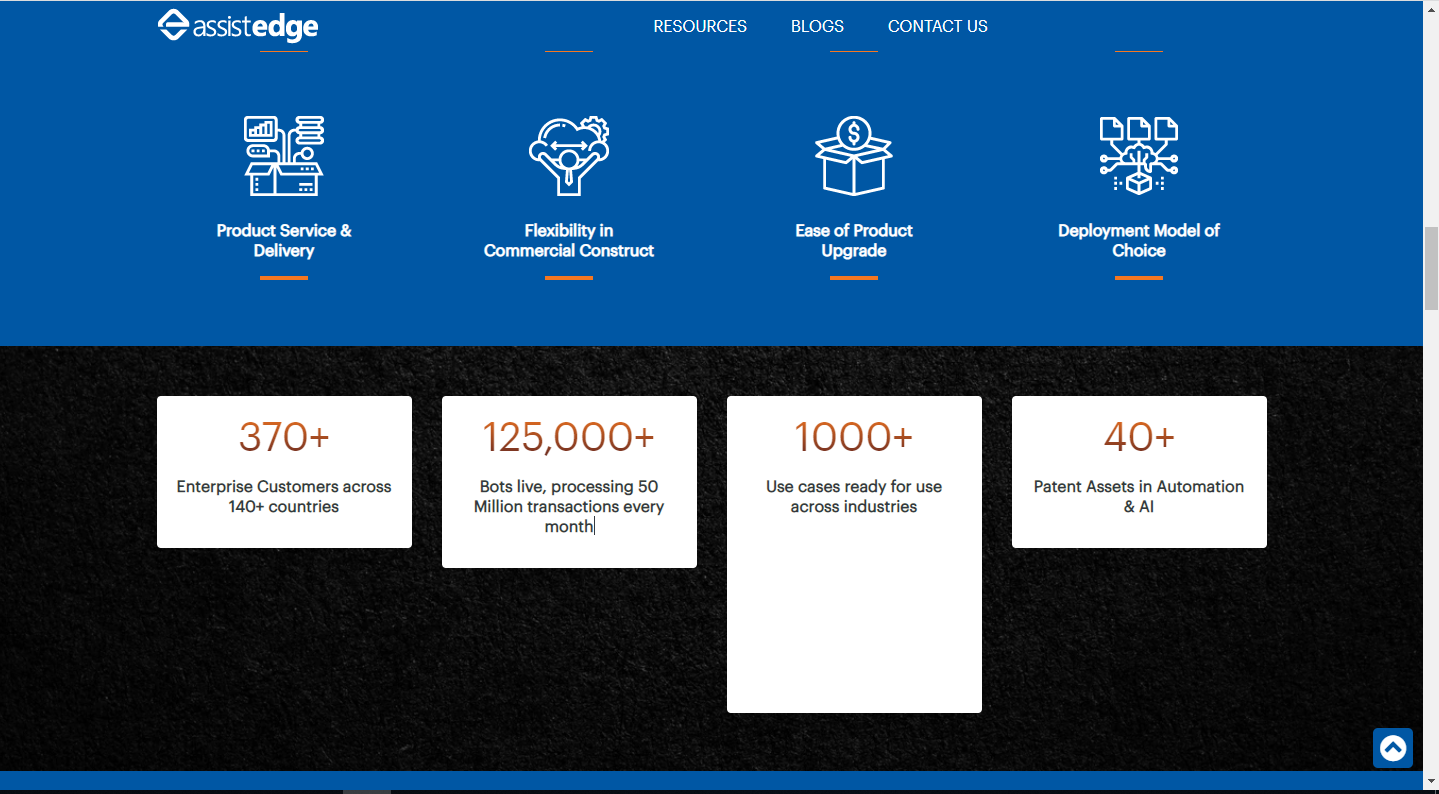 assistedge
RESOURCES
BLOGS
CONTACT US
$
Product Service &
Delivery
Flexibility in
Commercial Construct
Ease of Product
Upgrade
Deployment Model of
Choice
370+
Enterprise Customers across
140+ countries
125,000+
Bots live, processing 50
Million transactions every
month
1000+
Use cases ready for use
across industries
40+
Patent Assets in Automation
& AI